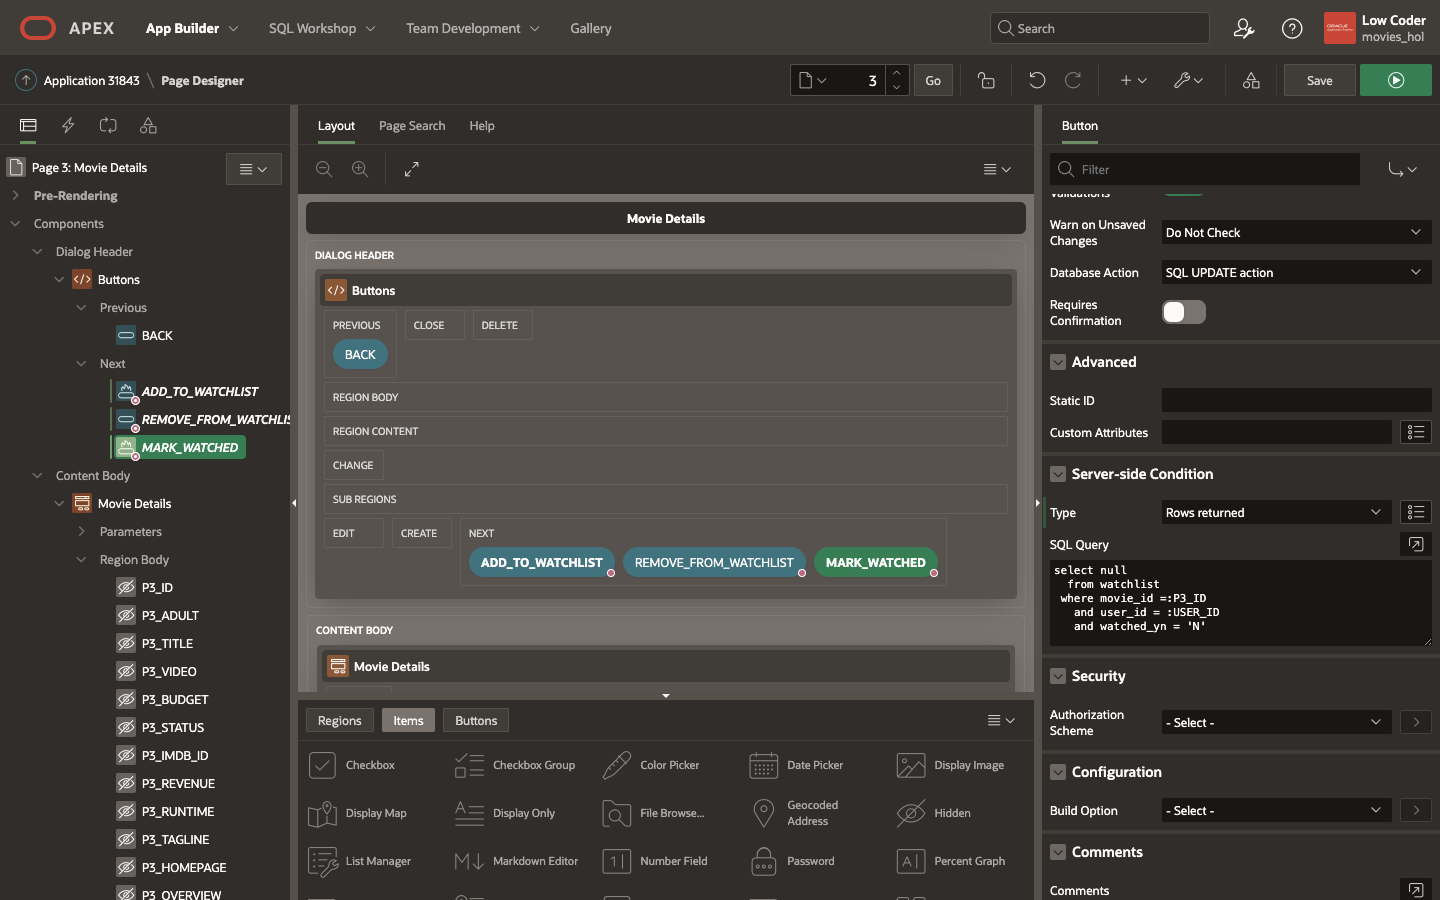 APEX
App Builder
SQL Workshop
Team Development
Gallery
Search
Low Coder
movies_hol
Application 31843 \ Page Designer
3
Go
Save
Page 3: Movie Details
Pre-Rendering
Components
Dialog Header
Buttons
Previous
BACK
Next
ADD_TO_WATCHLIST
REMOVE_FROM_WATCHLIS
MARK_WATCHED
Content Body
Movie Details
Parameters
Region Body
P3_ID
P3_ADULT
P3_TITLE
P3_VIDEO
P3_BUDGET
P3_STATUS
P3_IMDB_ID
P3_REVENUE
P3_RUNTIME
P3_TAGLINE
P3_HOMEPAGE
P3_OVERVIEW
Layout
Page Search
Help
Movie Details
DIALOG HEADER
Buttons
PREVIOUS
CLOSE
DELETE
BACK
REGION BODY
REGION CONTENT
CHANGE
SUB REGIONS
EDIT
CREATE
NEXT
ADD_TO_WATCHLIST
REMOVE_FROM_WATCHLIST
MARK_WATCHED
CONTENT BODY
Movie Details
Regions
Items
Buttons
Checkbox
Checkbox Group
Color Picker
Date Picker
Display Image
Display Map
Display Only
File Browse...
Geocoded
Address
Hidden
List Manager
Markdown Editor
Number Field
Password
Percent Graph
Button
Filter
Validations
Warn on Unsaved
Changes
Do Not Check
Database Action
SQL UPDATE action
Requires
Confirmation
Advanced
Static ID
Custom Attributes
Server-side Condition
Type
Rows returned
SQL Query
select null
from watchlist
where movie_id =:P3_ID
and user_id = :USER_ID
and watched_yn = 'N'
Security
Authorization
Scheme
- Select -
Configuration
Build Option
- Select -
Comments
Comments